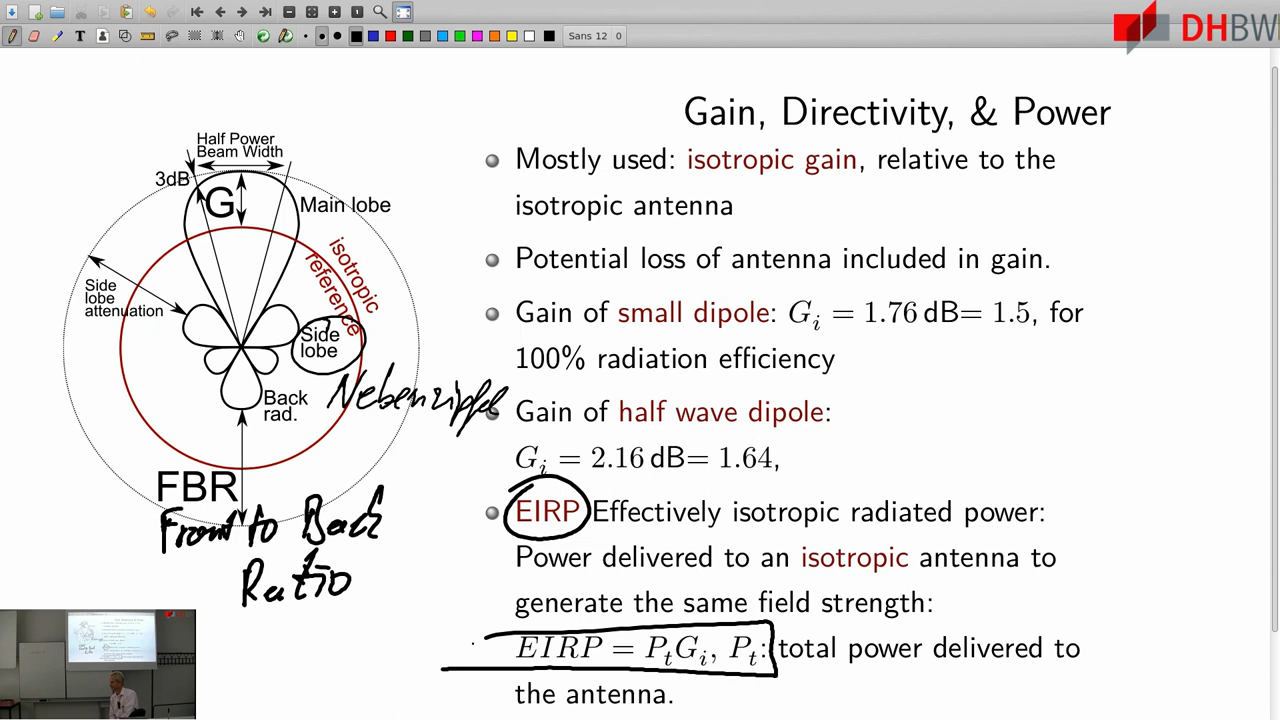 Sans 12 0
DHBW
Gain, Directivity, & Power
Half Power
Beam Width
3dB
G
Main lobe
isotropic
reference
Side
lobe
attenuation
Side
lobe
Back
rad.
Nebenzipfel
FBR
Front to Back
Ratio
Mostly used: isotropic gain, relative to the
isotropic antenna
Potential loss of antenna included in gain.
Gain of small dipole: G_i = 1.76 dB= 1.5, for
100% radiation efficiency
Gain of half wave dipole:
G_i = 2.16 dB= 1.64,
EIRP Effectively isotropic radiated power:
Power delivered to an isotropic antenna to
generate the same field strength:
EIRP = P_tG_i, P_t: total power delivered to
the antenna.